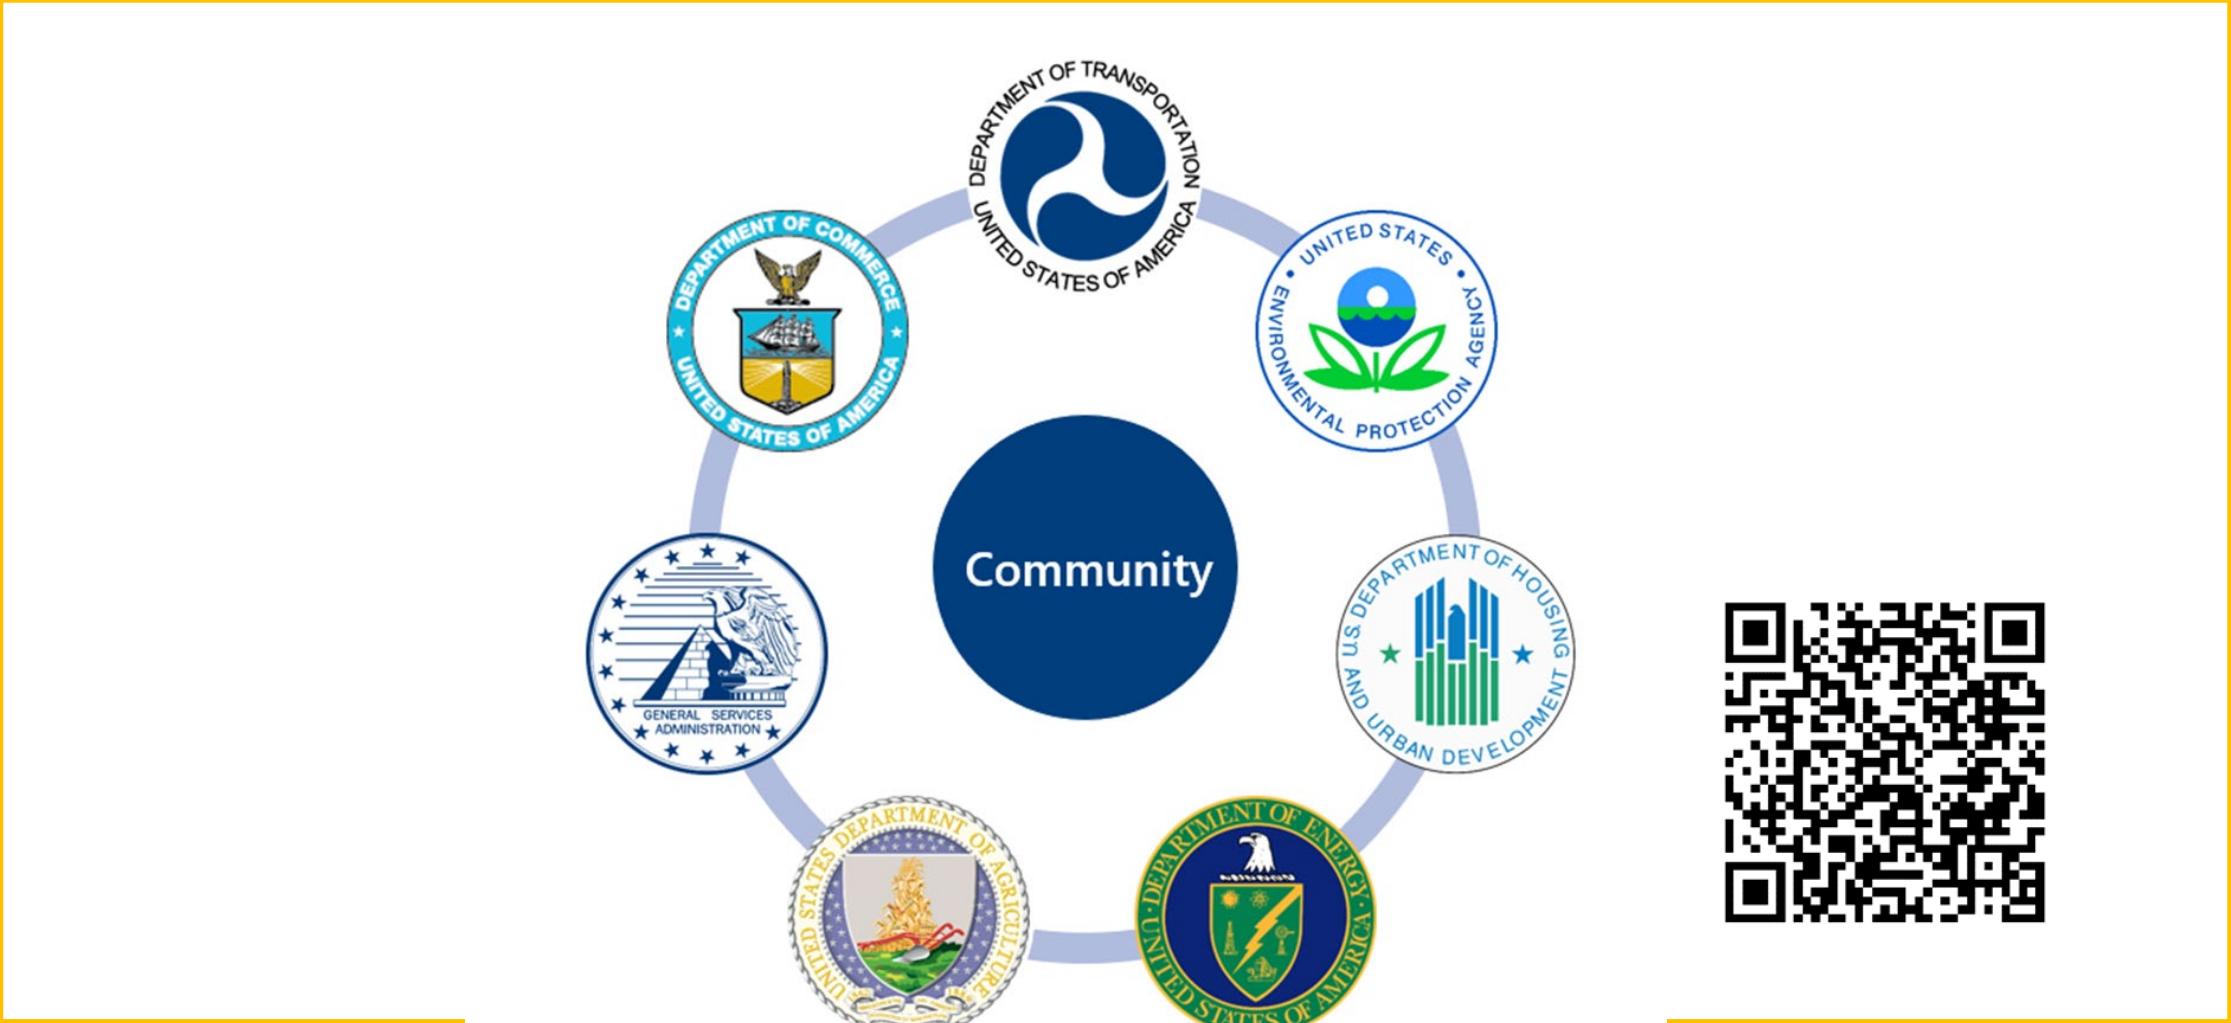 DEPARTMENT OF TRANSPORTATION
UNITED STATES OF AMERICA
DEPARTMENT OF COMMERCE
UNITED STATES OF AMERICA
UNITED STATES
ENVIRONMENTAL PROTECTION AGENCY
Community
GENERAL SERVICES
ADMINISTRATION
U.S. DEPARTMENT OF HOUSING
AND URBAN DEVELOPMENT
UNITED STATES DEPARTMENT OF AGRICULTURE
DEPARTMENT OF ENERGY
UNITED STATES OF AMERICA